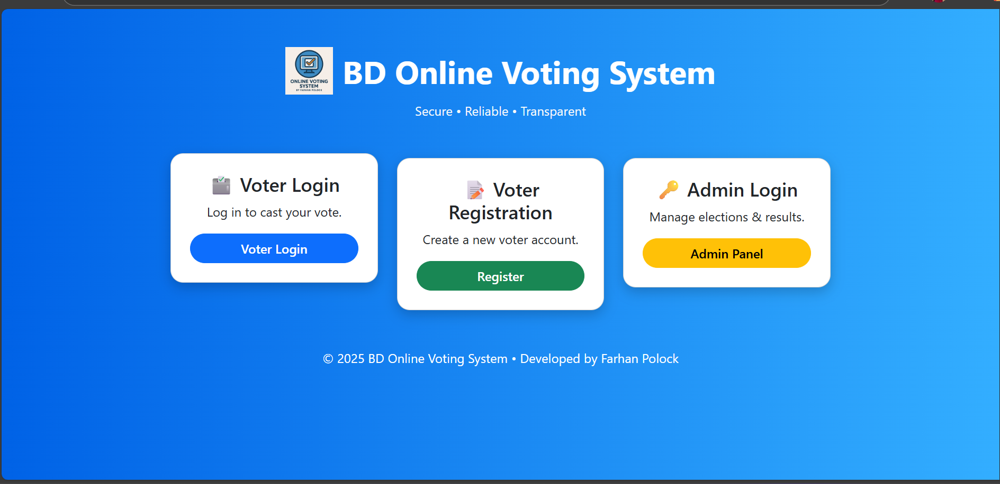 ONLINE VOTING
SYSTEM
BY FARHAN POLOCK
BD Online Voting System
Secure • Reliable • Transparent
Voter Login
Log in to cast your vote.
Voter Login
Voter
Registration
Create a new voter account.
Register
Admin Login
Manage elections & results.
Admin Panel
© 2025 BD Online Voting System • Developed by Farhan Polock